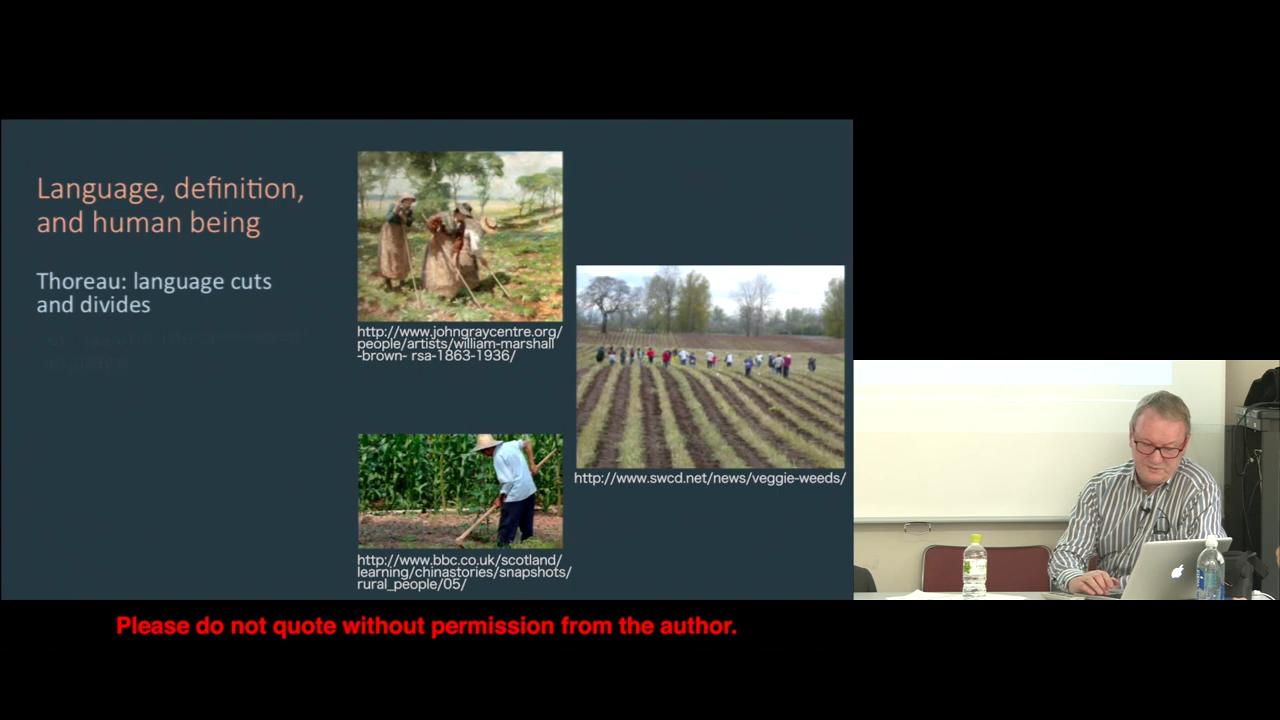 Language, definition,
and human being
Thoreau: language cuts
and divides
http://www.johngraycentre.org/
people/artists/william-marshall
-brown- rsa-1863-1936/
http://www.swcd.net/news/veggie-weeds/
http://www.bbc.co.uk/scotland/
learning/chinastories/snapshots/
rural_people/05/
Please do not quote without permission from the author.